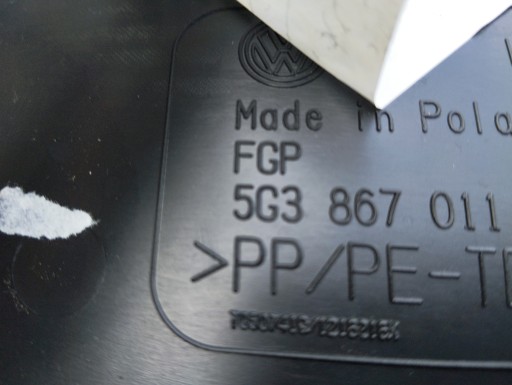 Made in Pola
FGP
5G3 867 011
>PP/PE-T